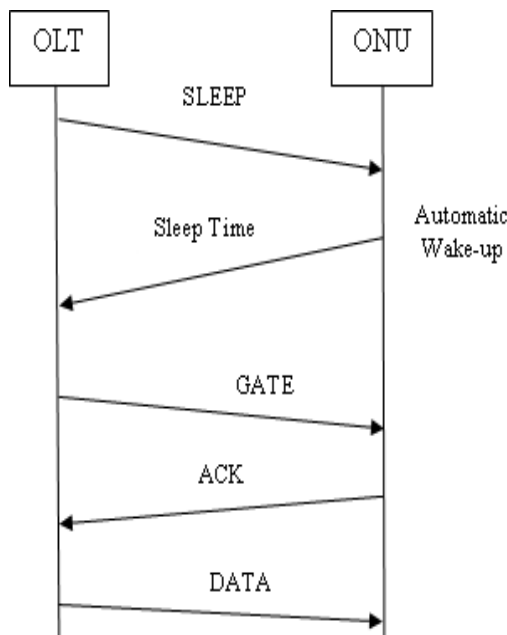 OLT
ONU
SLEEP
Sleep Time
Automatic
Wake-up
GATE
ACK
DATA